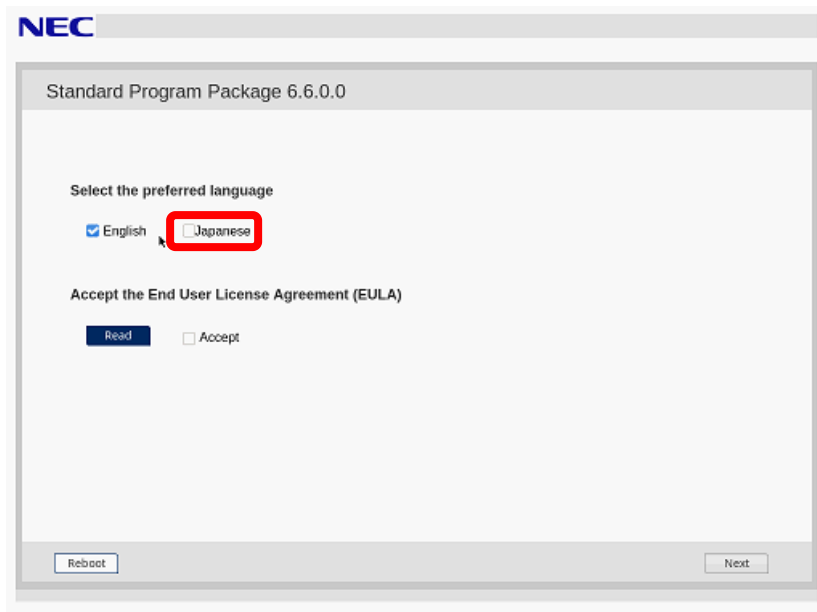 NEC
Standard Program Package 6.6.0.0
Select the preferred language
English Japanese
Accept the End User License Agreement (EULA)
Read Accept
Reboot Next